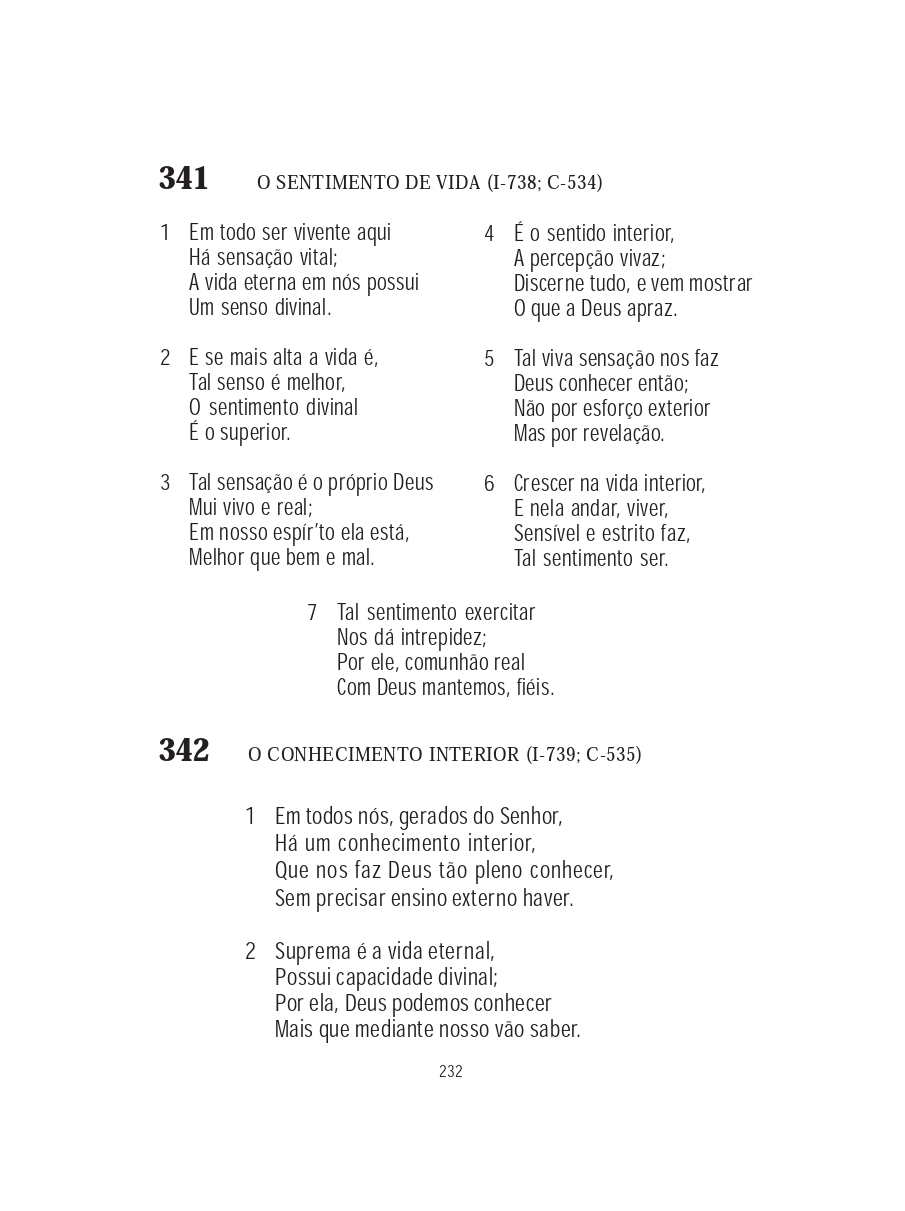 341 O SENTIMENTO DE VIDA (I-738; C-534)
1 Em todo ser vivente aqui
Há sensação vital;
A vida eterna em nós possui
Um senso divinal.
2 E se mais alta a vida é,
Tal senso é melhor,
O sentimento divinal
É o superior.
3 Tal sensação é o próprio Deus
Mui vivo e real;
Em nosso espír’to ela está,
Melhor que bem e mal.
4 É o sentido interior,
A percepção vivaz;
Discerne tudo, e vem mostrar
O que a Deus apraz.
5 Tal viva sensação nos faz
Deus conhecer então;
Não por esforço exterior
Mas por revelação.
6 Crescer na vida interior,
E nela andar, viver,
Sensível e estrito faz,
Tal sentimento ser.
7 Tal sentimento exercitar
Nos dá intrepidez;
Por ele, comunhão real
Com Deus mantemos, fiéis.
342 O CONHECIMENTO INTERIOR (I-739; C-535)
1 Em todos nós, gerados do Senhor,
Há um conhecimento interior,
Que nos faz Deus tão pleno conhecer,
Sem precisar ensino externo haver.
2 Suprema é a vida eternal,
Possui capacidade divinal;
Por ela, Deus podemos conhecer
Mais que mediante nosso vão saber.
232